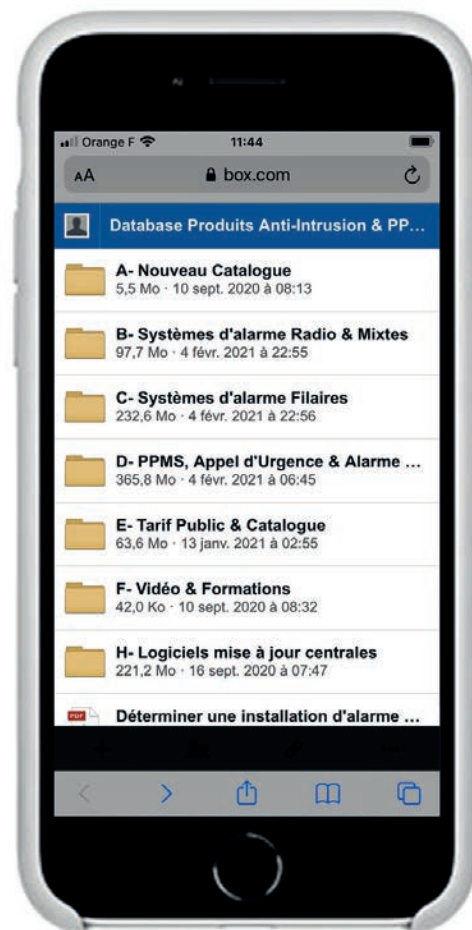 Orange F
11:44
AA
box.com
Database Produits Anti-Intrusion & PP...
A- Nouveau Catalogue
5,5 Mo · 10 sept. 2020 à 08:13
B- Systèmes d'alarme Radio & Mixtes
97,7 Mo · 4 févr. 2021 à 22:55
C- Systèmes d'alarme Filaires
232,6 Mo · 4 févr. 2021 à 22:56
D- PPMS, Appel d'Urgence & Alarme ...
365,8 Mo · 4 févr. 2021 à 06:45
E- Tarif Public & Catalogue
63,6 Mo · 13 janv. 2021 à 02:55
F- Vidéo & Formations
42,0 Ko · 10 sept. 2020 à 08:32
H- Logiciels mise à jour centrales
221,2 Mo · 16 sept. 2020 à 07:47
PDF
Déterminer une installation d'alarme ...